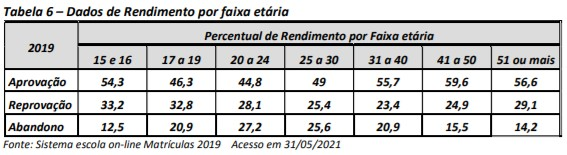 Tabela 6 – Dados de Rendimento por faixa etária
2019 Percentual de Rendimento por Faixa etária
15 e 16 17 a 19 20 a 24 25 a 30 31 a 40 41 a 50 51 ou mais
Aprovação 54,3 46,3 44,8 49 55,7 59,6 56,6
Reprovação 33,2 32,8 28,1 25,4 23,4 24,9 29,1
Abandono 12,5 20,9 27,2 25,6 20,9 15,5 14,2
Fonte: Sistema escola on-line Matrículas 2019 Acesso em 31/05/2021